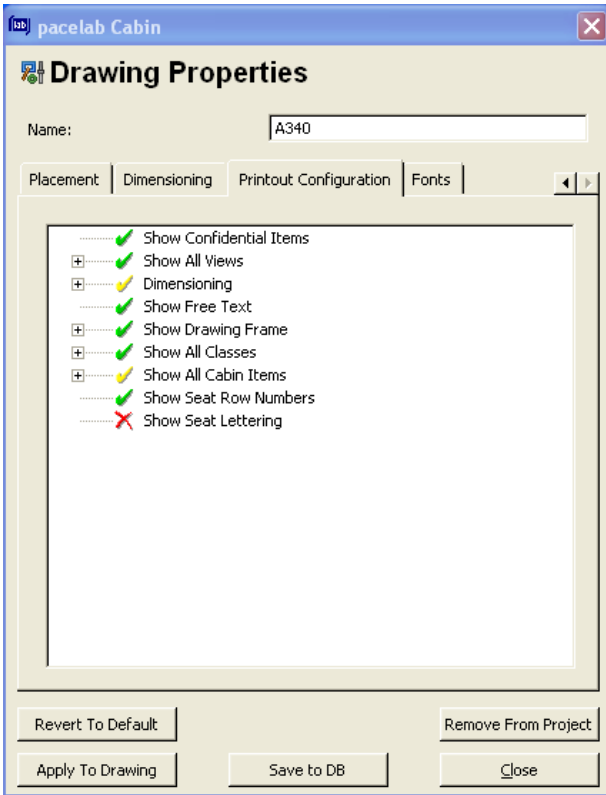 lab pacelab Cabin
Drawing Properties
Name: A340
Placement Dimensioning Printout Configuration Fonts
Show Confidential Items
Show All Views
Dimensioning
Show Free Text
Show Drawing Frame
Show All Classes
Show All Cabin Items
Show Seat Row Numbers
Show Seat Lettering
Revert To Default Remove From Project
Apply To Drawing Save to DB Close